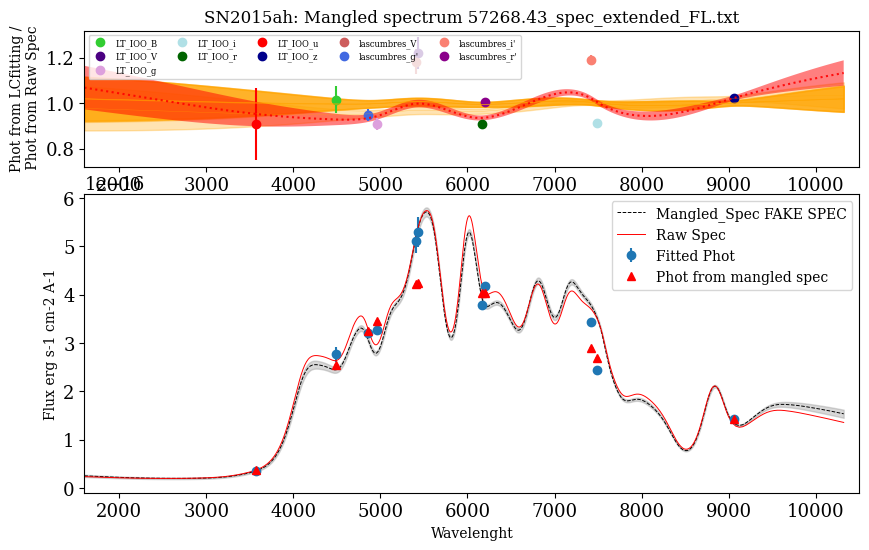 SN2015ah: Mangled spectrum 57268.43_spec_extended_FL.txt
Phot from LCfitting /
Phot from Raw Spec
1.2
1.0
0.8
LT_IOO_B
LT_IOO_V
LT_IOO_g
LT_IOO_i
LT_IOO_r
LT_IOO_u
LT_IOO_z
lascumbres_V
lascumbres_g'
lascumbres_i'
lascumbres_r'
2000 3000 4000 5000 6000 7000 8000 9000 10000
1e−16
Flux erg s-1 cm-2 A-1
6
5
4
3
2
1
0
Mangled_Spec FAKE SPEC
Raw Spec
Fitted Phot
Phot from mangled spec
2000 3000 4000 5000 6000 7000 8000 9000 10000
Wavelenght